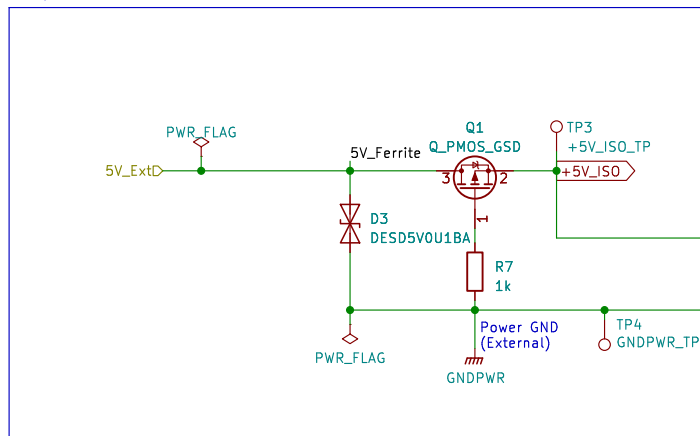 PWR_FLAG
5V_Ext
5V_Ferrite
Q1
Q_PMOS_GSD
3
2
1
TP3
+5V_ISO_TP
+5V_ISO
D3
DESD5V0U1BA
R7
1k
Power GND
(External)
PWR_FLAG
GNDPWR
TP4
GNDPWR_TP